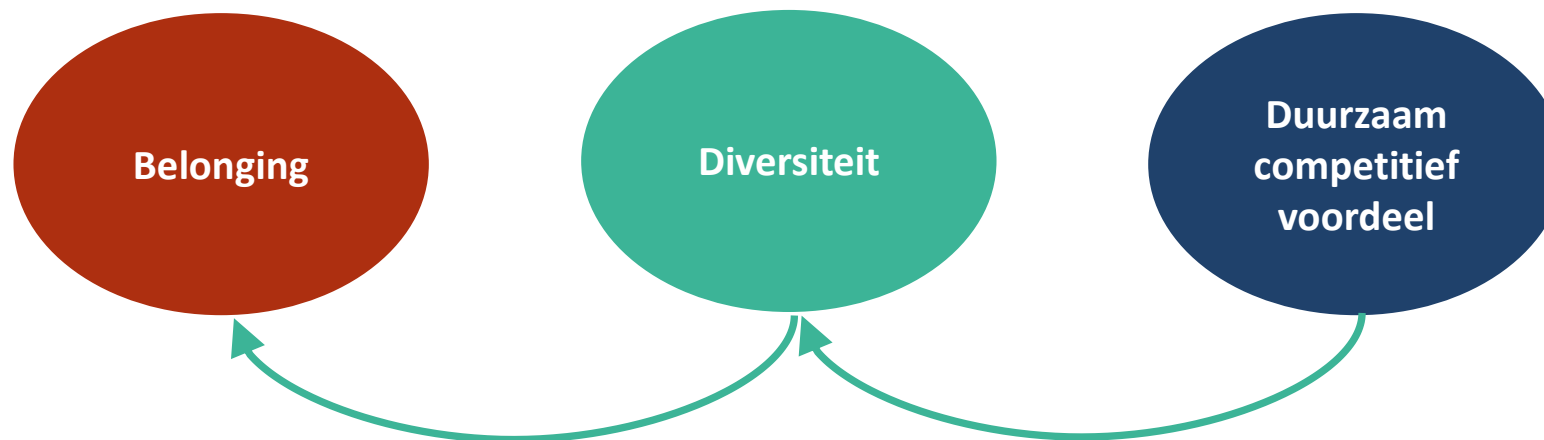 Belonging
Diversiteit
Duurzaam
competitief
voordeel